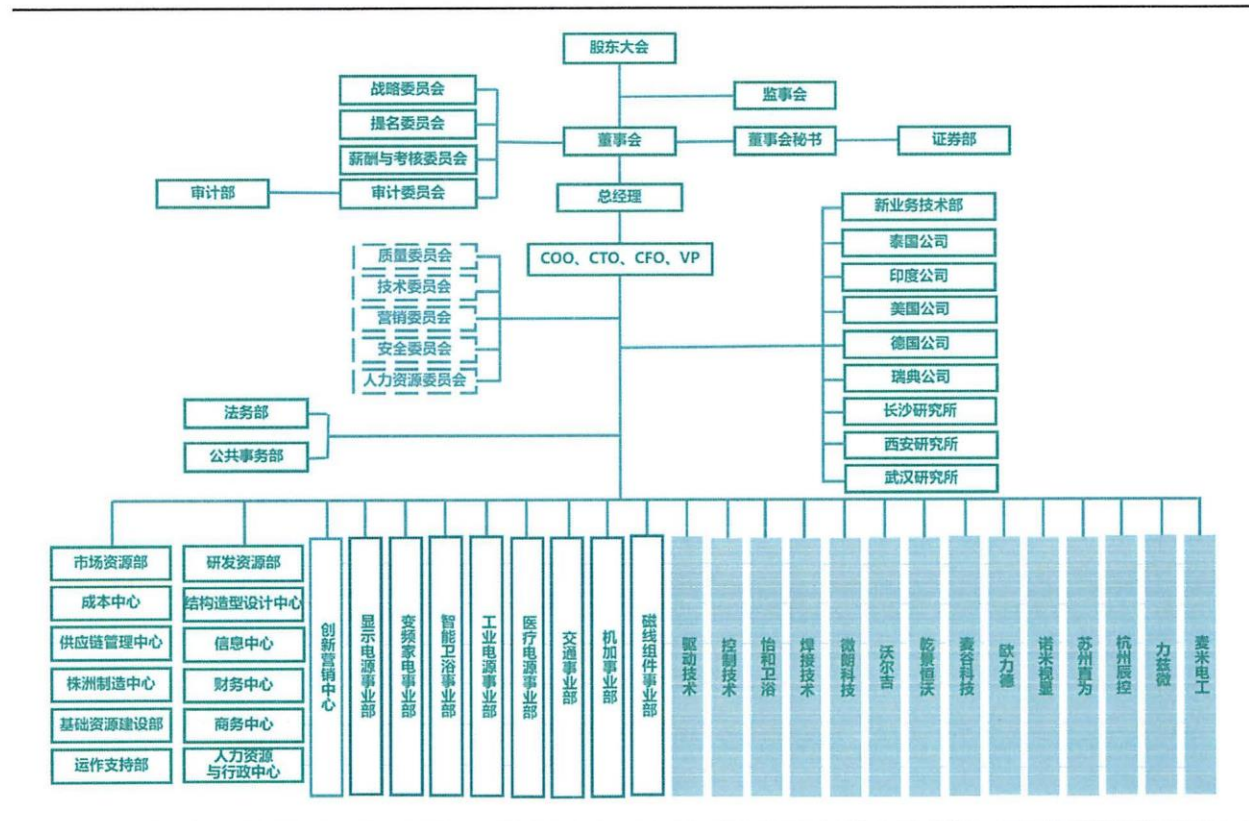 股东大会
战略委员会
监事会
提名委员会
董事会
董事会秘书
证券部
薪酬与考核委员会
审计部
审计委员会
总经理
新业务技术部
质量委员会
COO、CTO、CFO、VP
泰国公司
技术委员会
印度公司
营销委员会
美国公司
安全委员会
德国公司
人力资源委员会
瑞典公司
法务部
长沙研究所
公共事务部
西安研究所
武汉研究所
市场资源部
成本中心
供应链管理中心
株洲制造中心
基础资源建设部
运作支持部
研发资源部
结构造型设计中心
信息中心
财务中心
商务中心
人力资源
与行政中心
创新营销中心
显示电源事业部
变频家电事业部
智能卫浴事业部
工业电源事业部
医疗电源事业部
交通事业部
机加事业部
磁线组件事业部
驱动技术
控制技术
怡和卫浴
焊接技术
微朗科技
沃尔吉
乾景恒沃
麦谷科技
欧力德
诺米视显
苏州直为
杭州辰控
力兹微
麦米电工